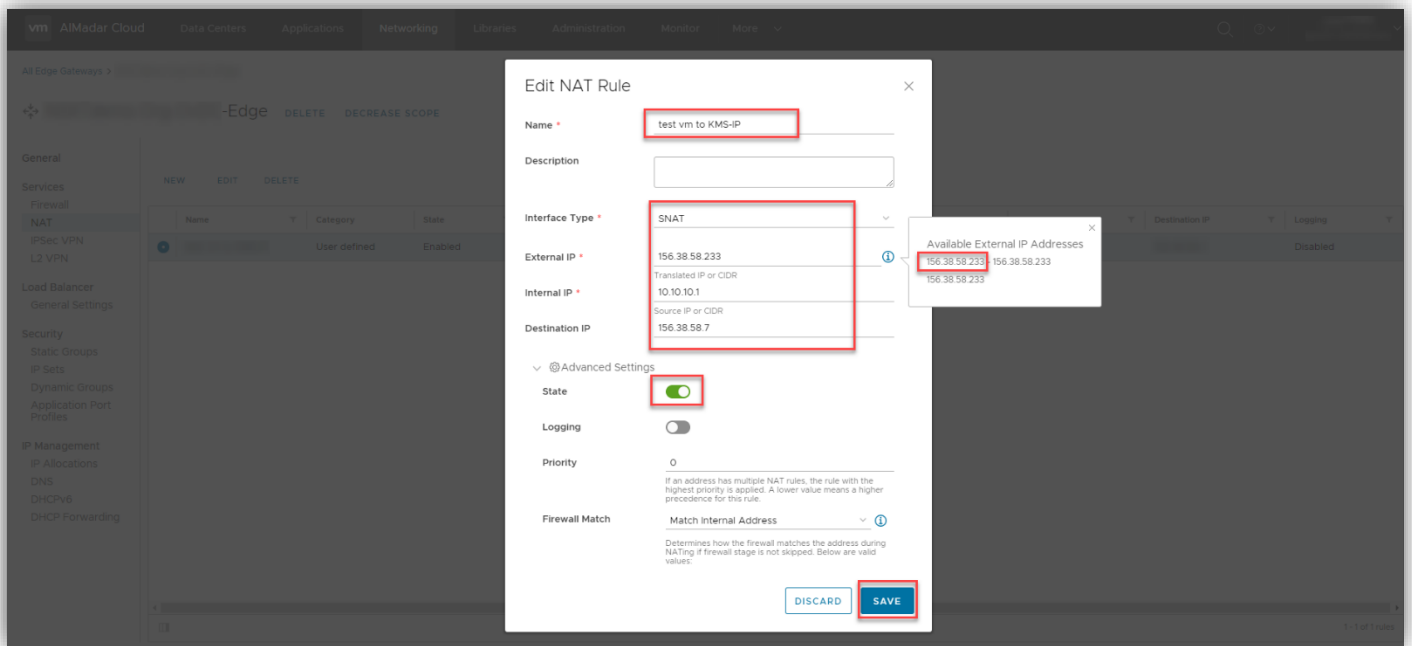 vm AlMadar Cloud Data Centers Applications Networking Libraries Administration Monitor More
All Edge Gateways >
-Edge DELETE DECREASE SCOPE
General
Services
Firewall
NAT
IPSec VPN
L2 VPN
Load Balancer
General Settings
Security
Static Groups
IP Sets
Dynamic Groups
Application Port
Profiles
IP Management
IP Allocations
DNS
DHCPv6
DHCP Forwarding
NEW EDIT DELETE
Name Category State Destination IP Logging
User defined Enabled Disabled
1 - 1 of 1 rules
Edit NAT Rule
Name * test vm to KMS-IP
Description
Interface Type * SNAT
External IP * 156.38.58.233
Translated IP or CIDR
Internal IP * 10.10.10.1
Source IP or CIDR
Destination IP 156.38.58.7
Advanced Settings
State
Logging
Priority 0
If an address has multiple NAT rules, the rule with the
highest priority is applied. A lower value means a higher
precedence for this rule.
Firewall Match Match Internal Address
Determines how the firewall matches the address during
NATing if firewall stage is not skipped. Below are valid
values:
DISCARD SAVE
Available External IP Addresses
156.38.58.233 - 156.38.58.233
156.38.58.233